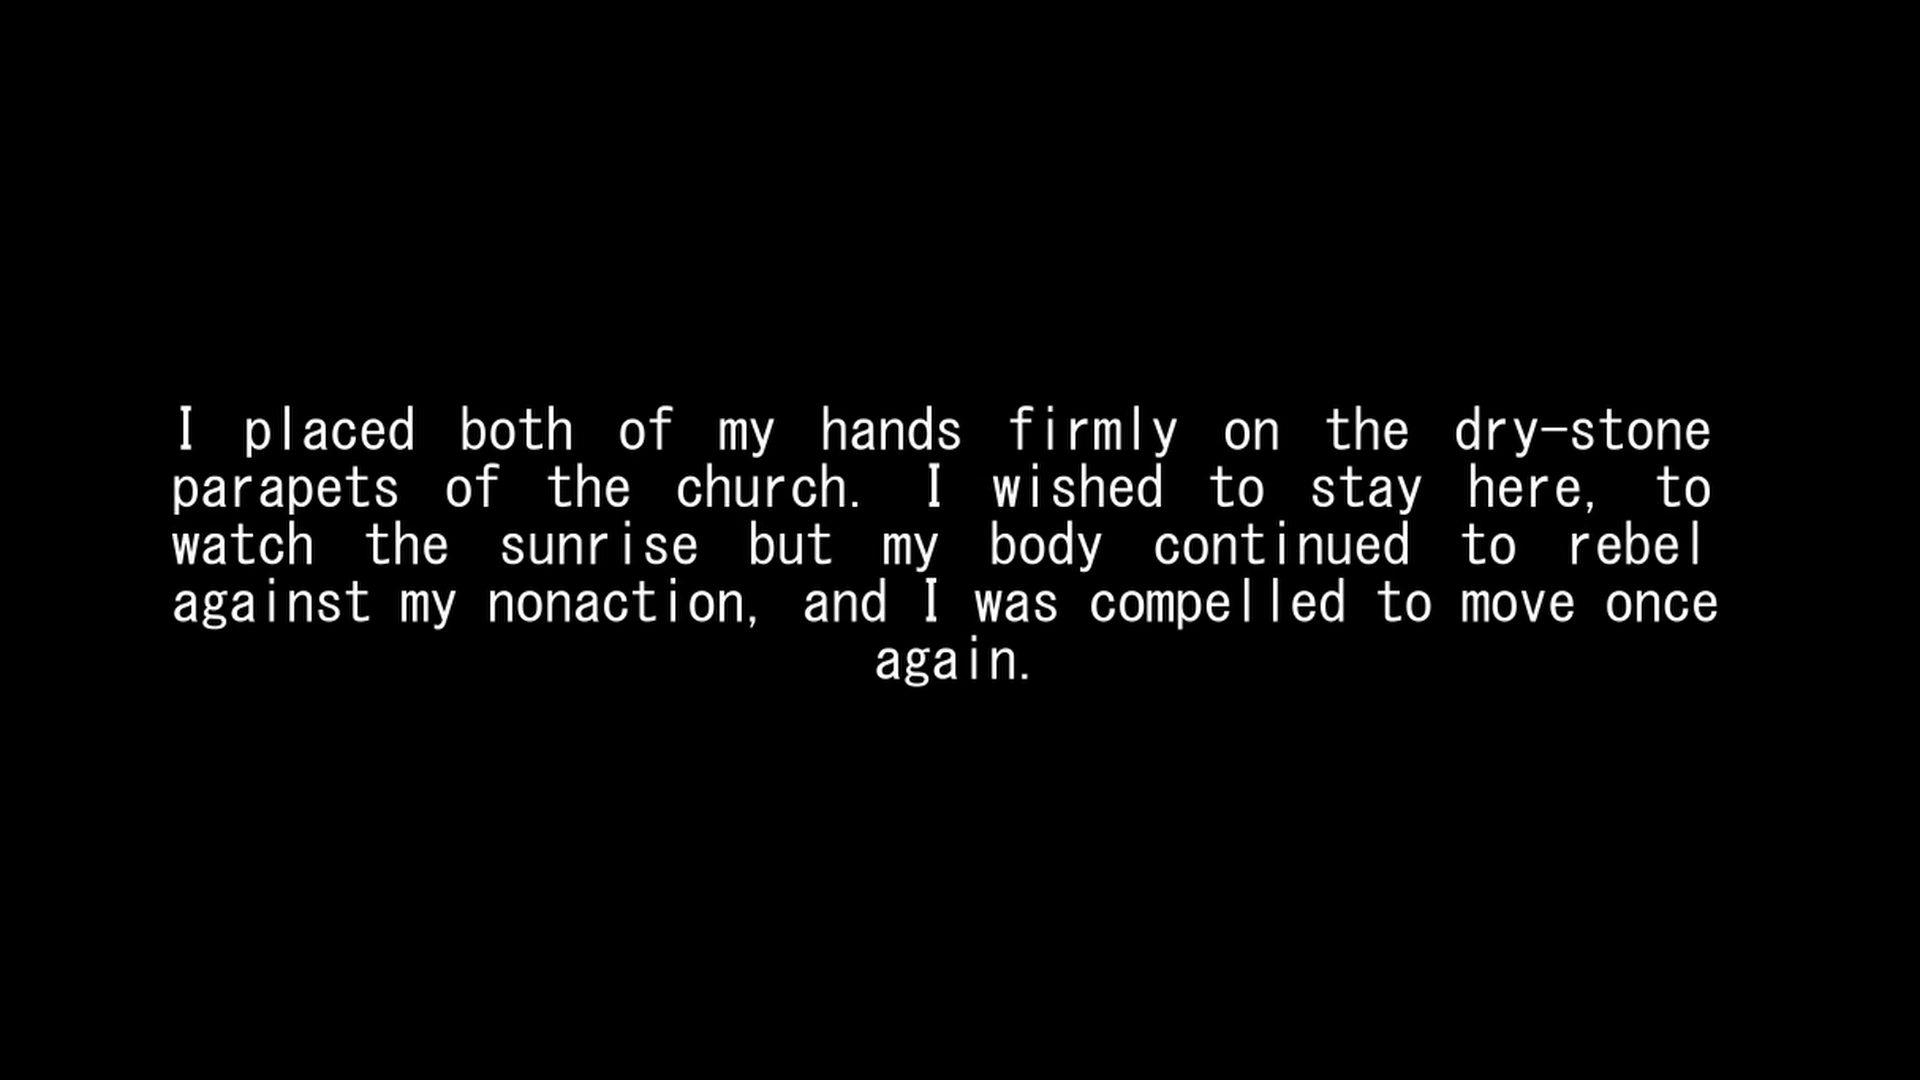 I placed both of my hands firmly on the dry-stone
parapets of the church. I wished to stay here, to
watch the sunrise but my body continued to rebel
against my nonaction, and I was compelled to move once
again.